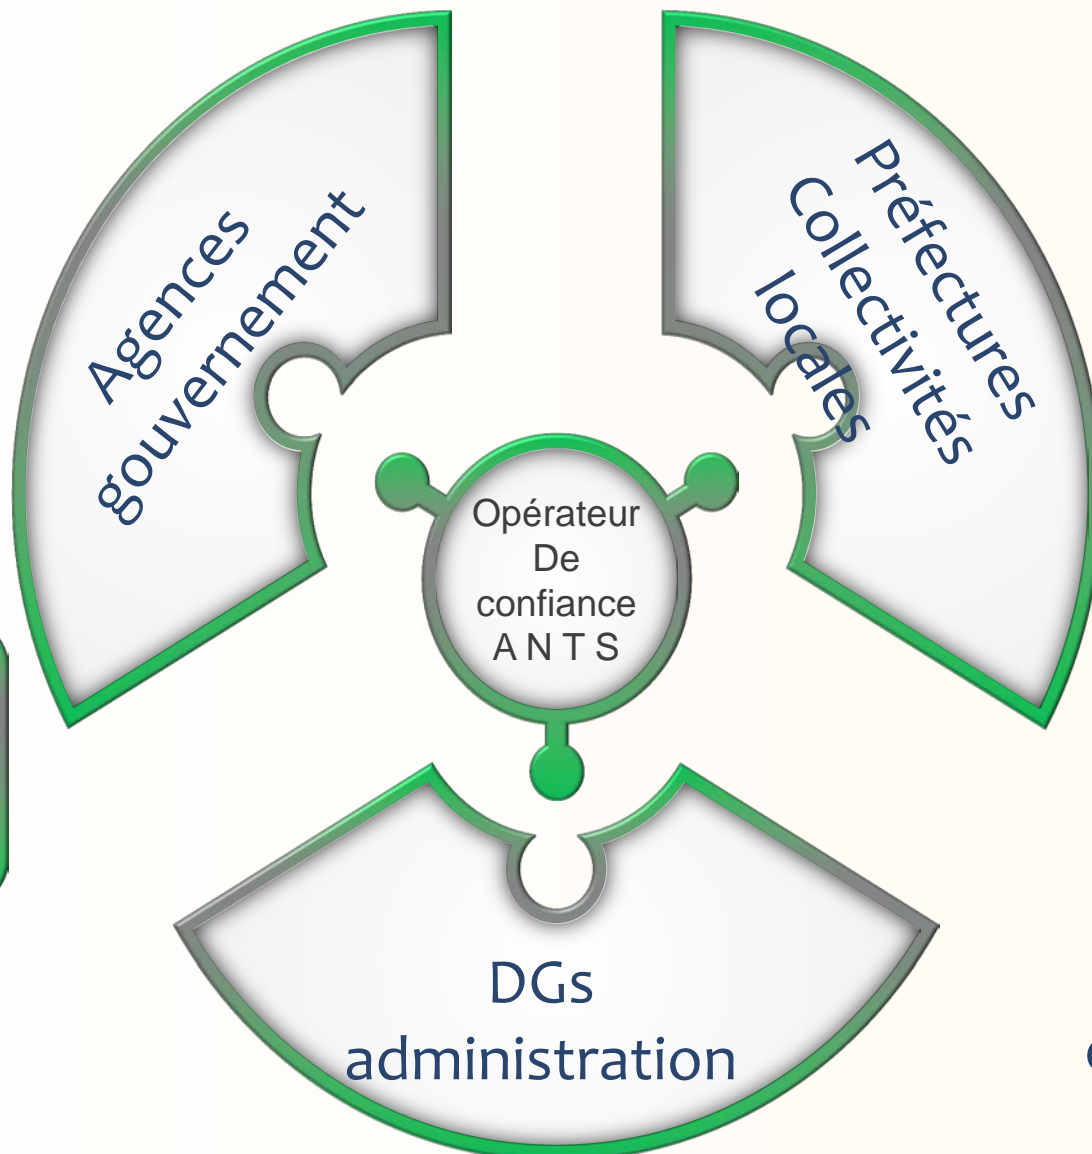 Agences
gouvernement
Préfectures
Collectivités
locales
Opérateur
De
confiance
A N T S
DGs
administration